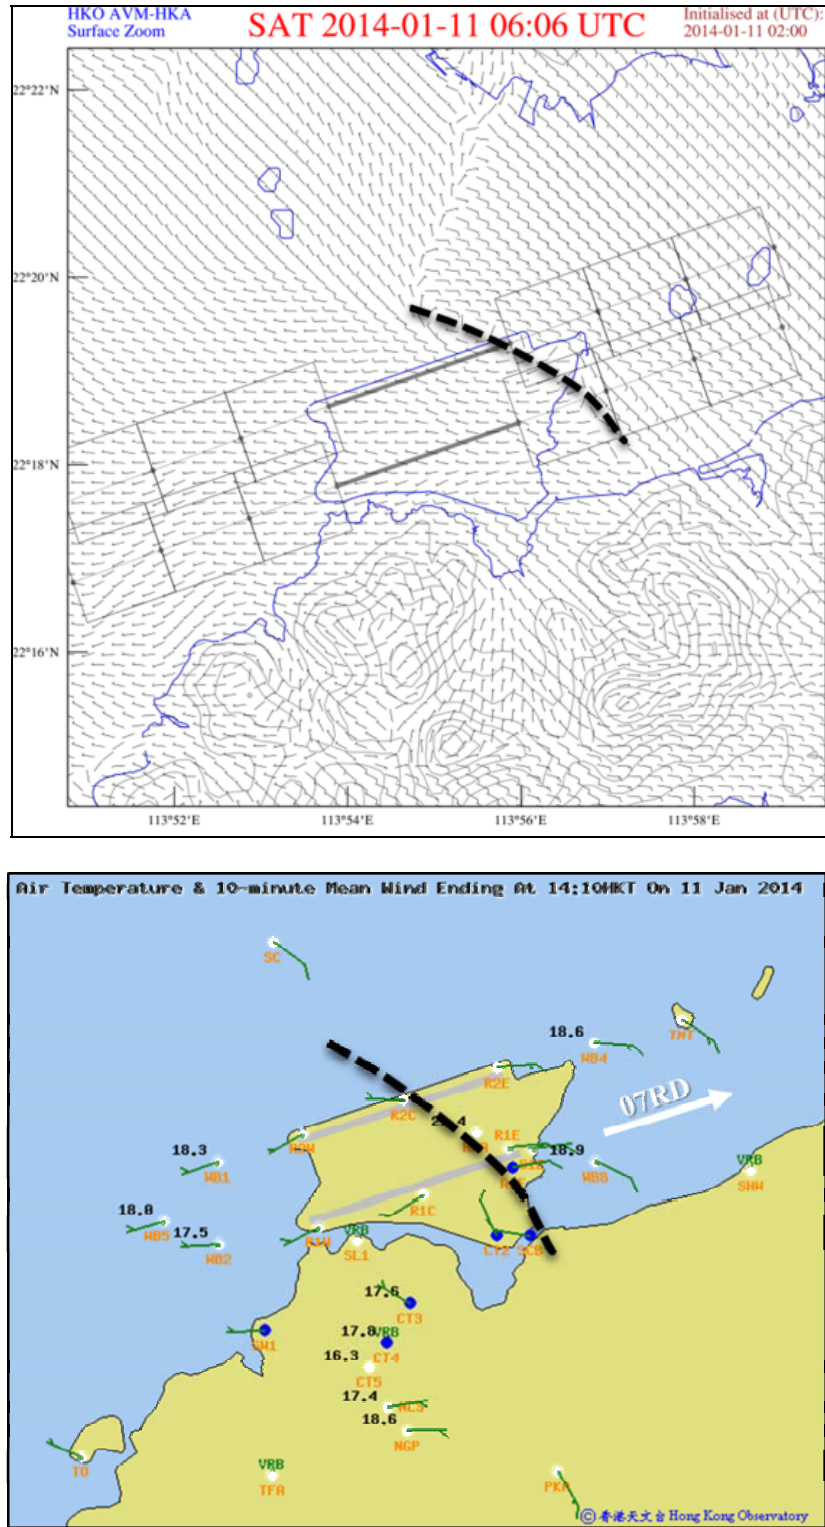 HKO AVM-HKA
Surface Zoom
SAT 2014-01-11 06:06 UTC
Initialised at (UTC):
2014-01-11 02:00
22°22'N
22°20'N
22°18'N
22°16'N
113°52'E 113°54'E 113°56'E 113°58'E
Air Temperature & 10-minute Mean Wind Ending At 14:10HKT On 11 Jan 2014
SC
18.6
WB4
TMT
R2E
R2C
07RD
R2W
R1E
18.3
WB1
18.9
WB8
VRB
SHW
R1C
18.0
WB5
17.5
WB2
R1W
VRB
SL1
CT2
SCB
17.6
CT3
SW1
17.8
VRB
CT4
16.3
CT5
17.4
NLS
18.6
NGP
TO
VRB
TFA
© 香港天文台 Hong Kong Observatory